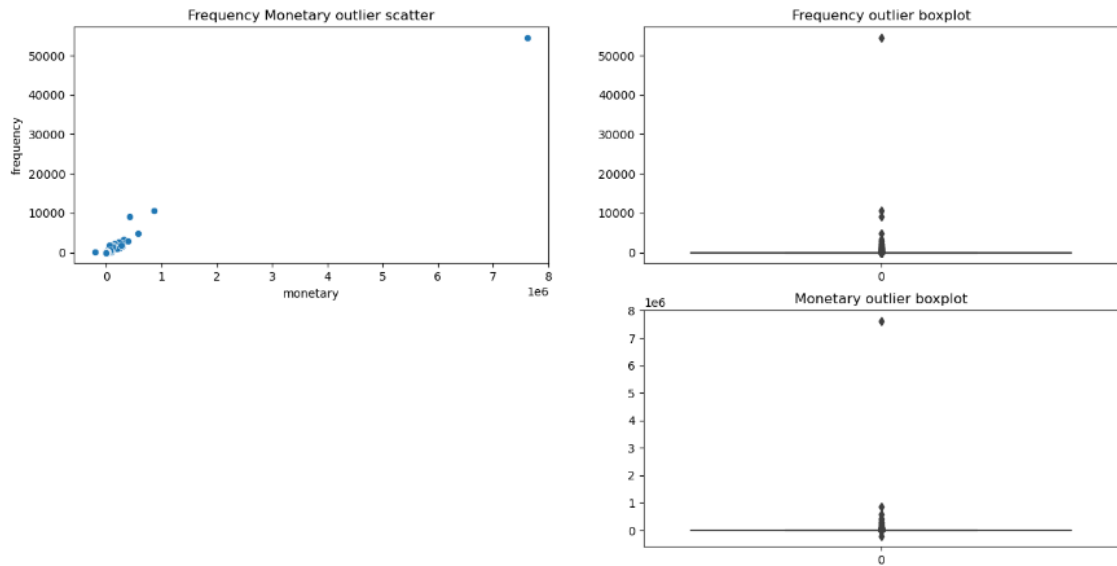 Frequency Monetary outlier scatter
50000
40000
30000
20000
10000
0
frequency
0 1 2 3 4 5 6 7 8
1e6
monetary
Frequency outlier boxplot
50000
40000
30000
20000
10000
0
0
Monetary outlier boxplot
1e6
8
7
6
5
4
3
2
1
0
0